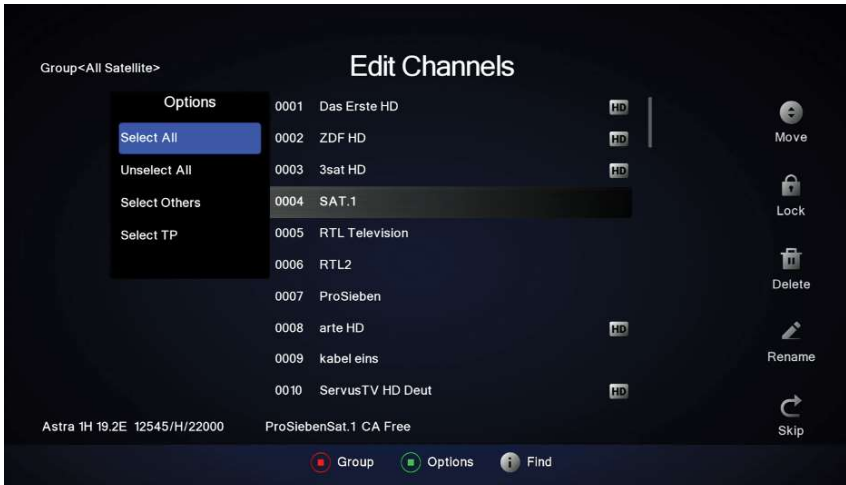 Edit Channels
Group<All Satellite>
Options
Select All
Unselect All
Select Others
Select TP
0001 Das Erste HD HD
0002 ZDF HD HD
0003 3sat HD HD
0004 SAT.1
0005 RTL Television
0006 RTL2
0007 ProSieben
0008 arte HD HD
0009 kabel eins
0010 ServusTV HD Deut HD
Move
Lock
Delete
Rename
Skip
Astra 1H 19.2E 12545/H/22000 ProSiebenSat.1 CA Free
Group Options i Find